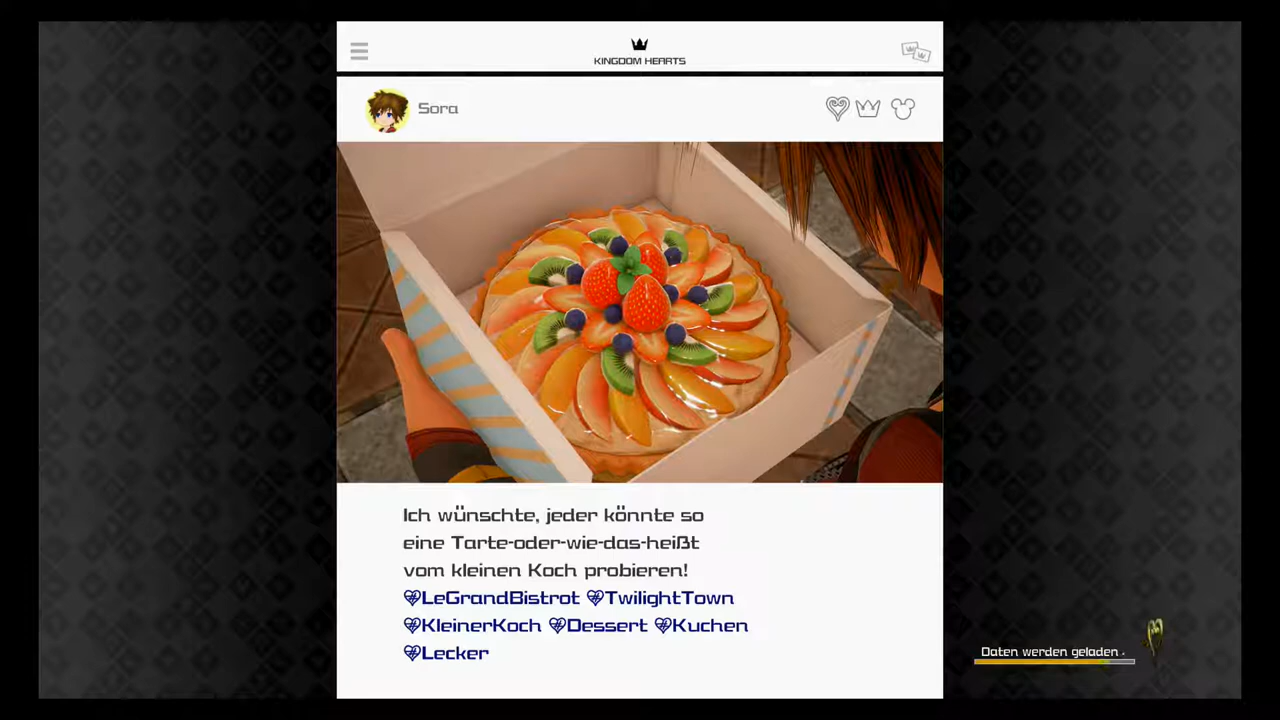 KINGDOM HEARTS
Sora
Ich wünschte, jeder könnte so
eine Tarte-oder-wie-das-heißt
vom kleinen Koch probieren!
LeGrandBistrot TwilightTown
KleinerKoch Dessert Kuchen
Lecker
Daten werden geladen .